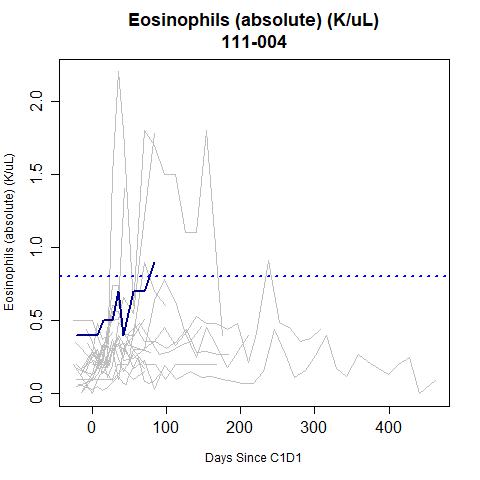 Eosinophils (absolute) (K/uL)
111-004
Eosinophils (absolute) (K/uL)
2.0
1.5
1.0
0.5
0.0
0 100 200 300 400
Days Since C1D1